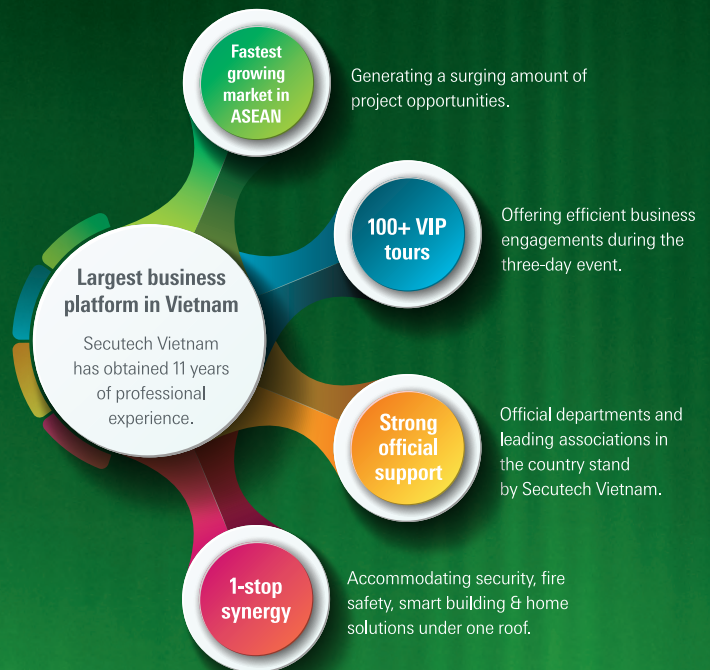 Fastest
growing
market in
ASEAN
Generating a surging amount of
project opportunities.
100+ VIP
tours
Offering efficient business
engagements during the
three-day event.
Largest business
platform in Vietnam
Secutech Vietnam
has obtained 11 years
of professional
experience.
Strong
official
support
Official departments and
leading associations in
the country stand
by Secutech Vietnam.
1-stop
synergy
Accommodating security, fire
safety, smart building & home
solutions under one roof.